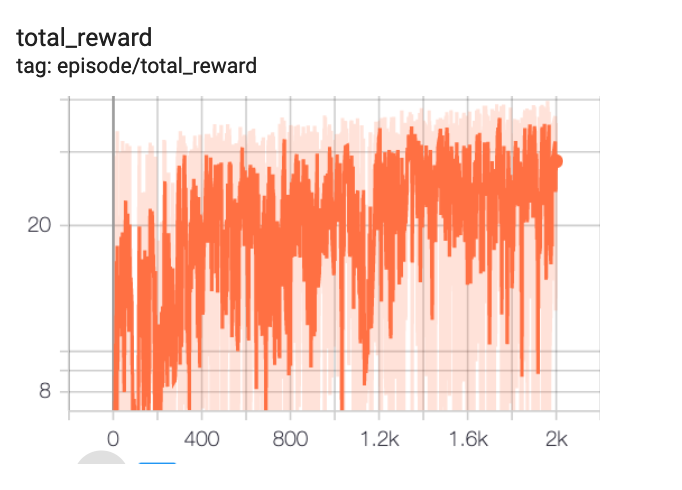 total_reward
tag: episode/total_reward
20
8
0 400 800 1.2k 1.6k 2k